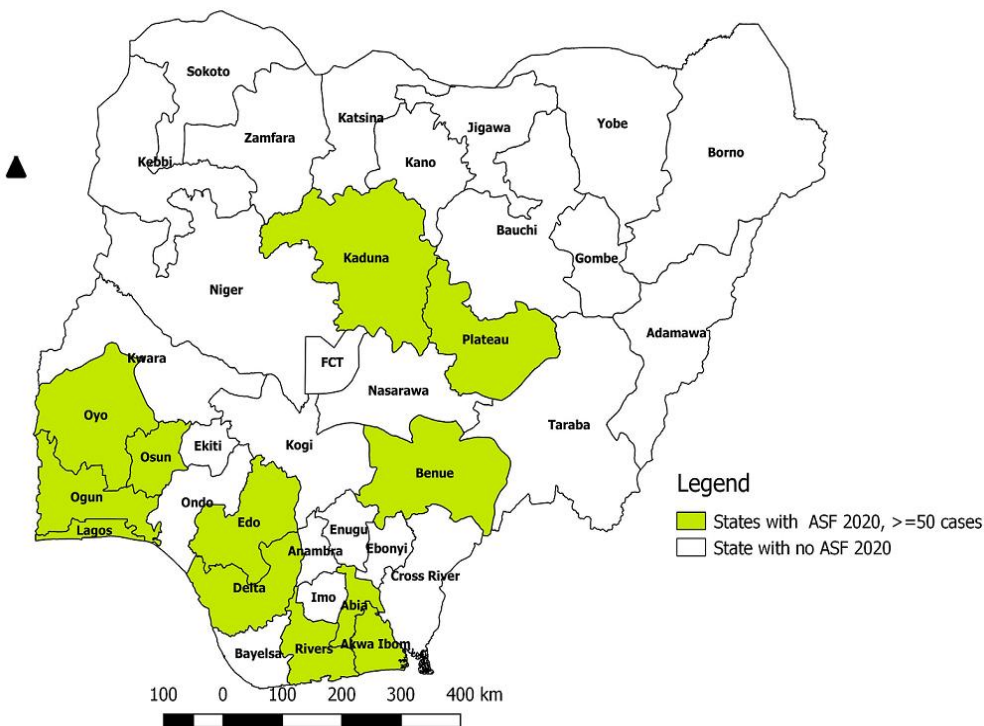 Sokoto
Katsina
Jigawa
Yobe
Zamfara
Kebbi
Kano
Borno
Bauchi
Kaduna
Gombe
Niger
Adamawa
Plateau
Kwara
FCT
Nasarawa
Oyo
Taraba
Osun
Ekiti
Kogi
Benue
Ogun
Ondo
Edo
Lagos
Enugu
Anambra
Ebonyi
Delta
Imo
Abia
Cross River
Bayelsa
Rivers
Akwa Ibom
Legend
States with ASF 2020, >=50 cases
State with no ASF 2020
100 0 100 200 300 400 km